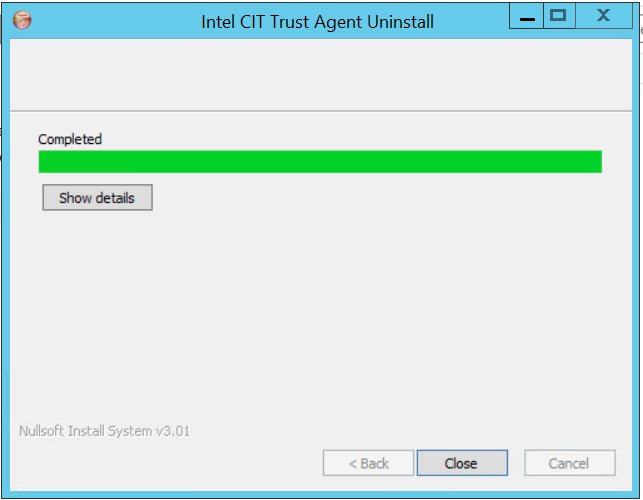 Intel CIT Trust Agent Uninstall
Completed
Show details
Nullsoft Install System v3.01
< Back
Close
Cancel